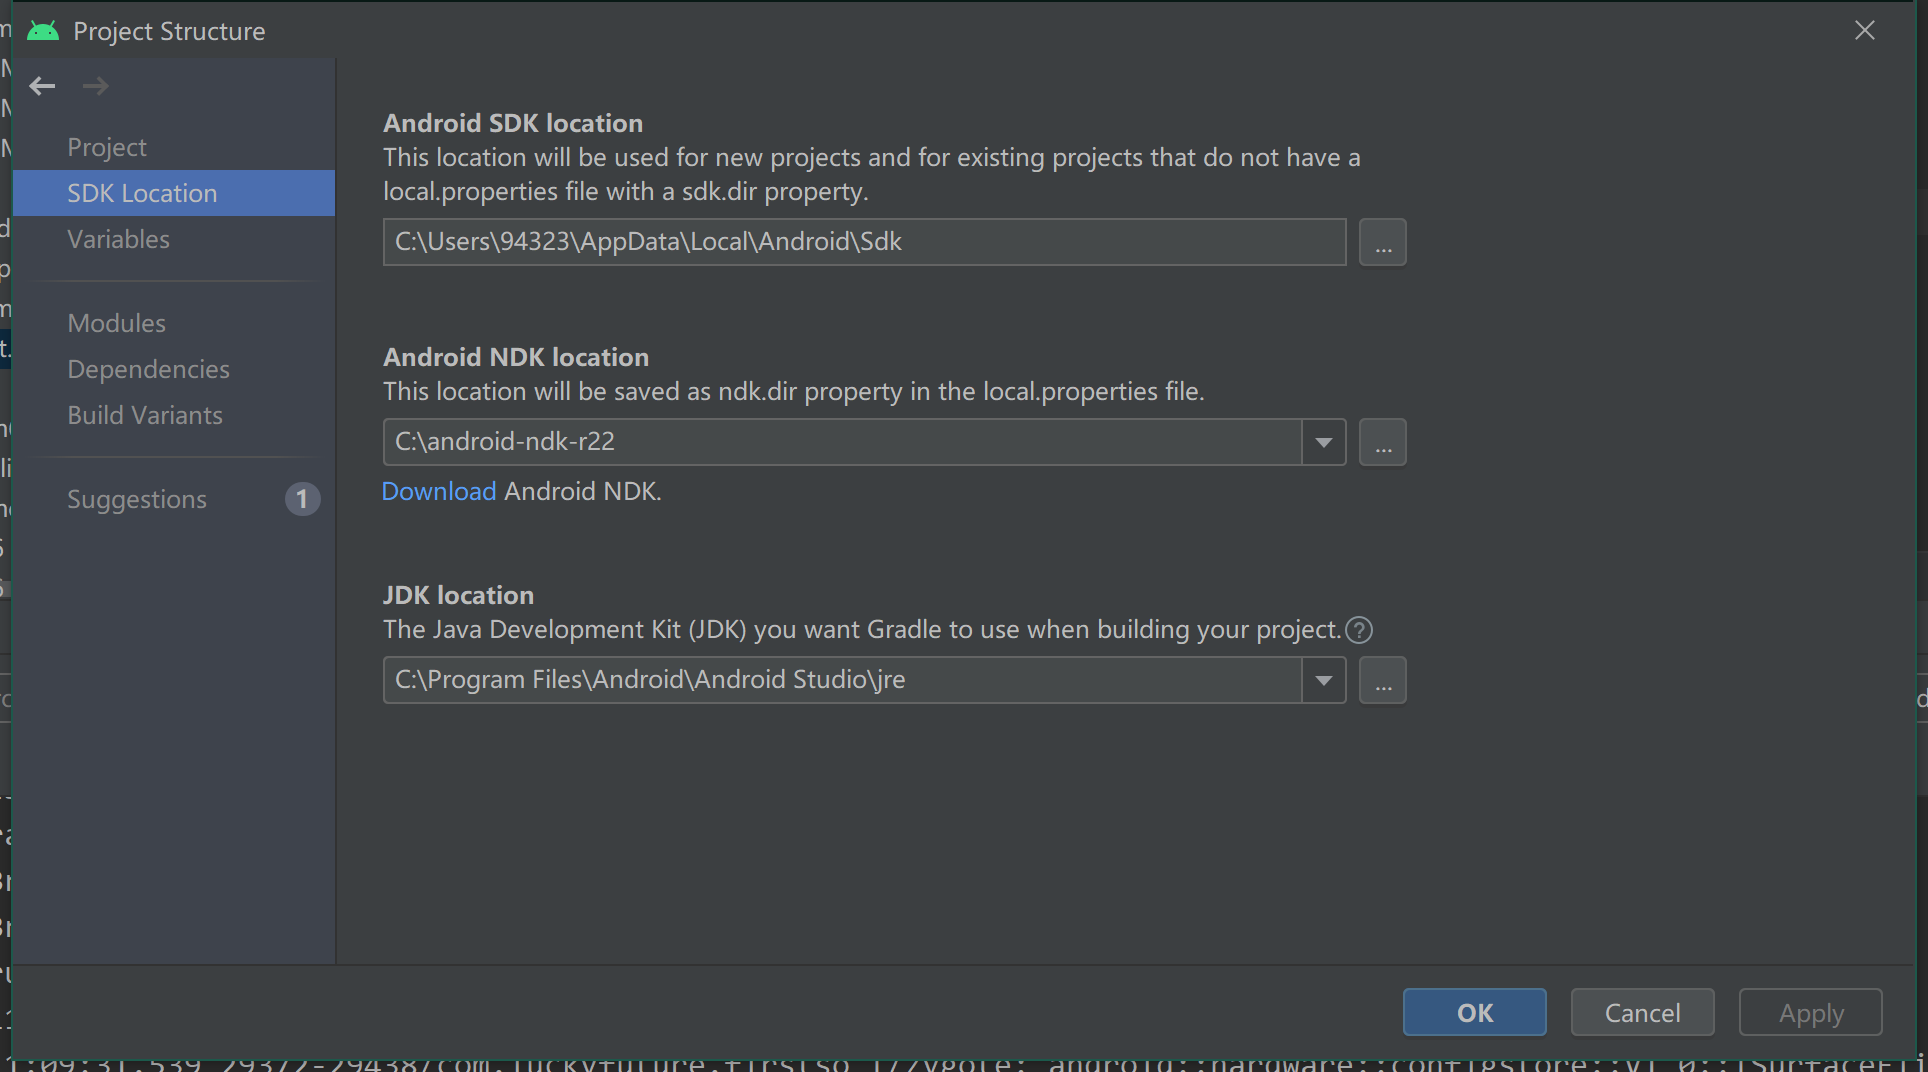 Project Structure
Project
SDK Location
Variables
Modules
Dependencies
Build Variants
Suggestions 1
Android SDK location
This location will be used for new projects and for existing projects that do not have a
local.properties file with a sdk.dir property.
C:\Users\94323\AppData\Local\Android\Sdk
...
Android NDK location
This location will be saved as ndk.dir property in the local.properties file.
C:\android-ndk-r22
...
Download Android NDK.
JDK location
The Java Development Kit (JDK) you want Gradle to use when building your project. ?
C:\Program Files\Android\Android Studio\jre
...
OK
Cancel
Apply